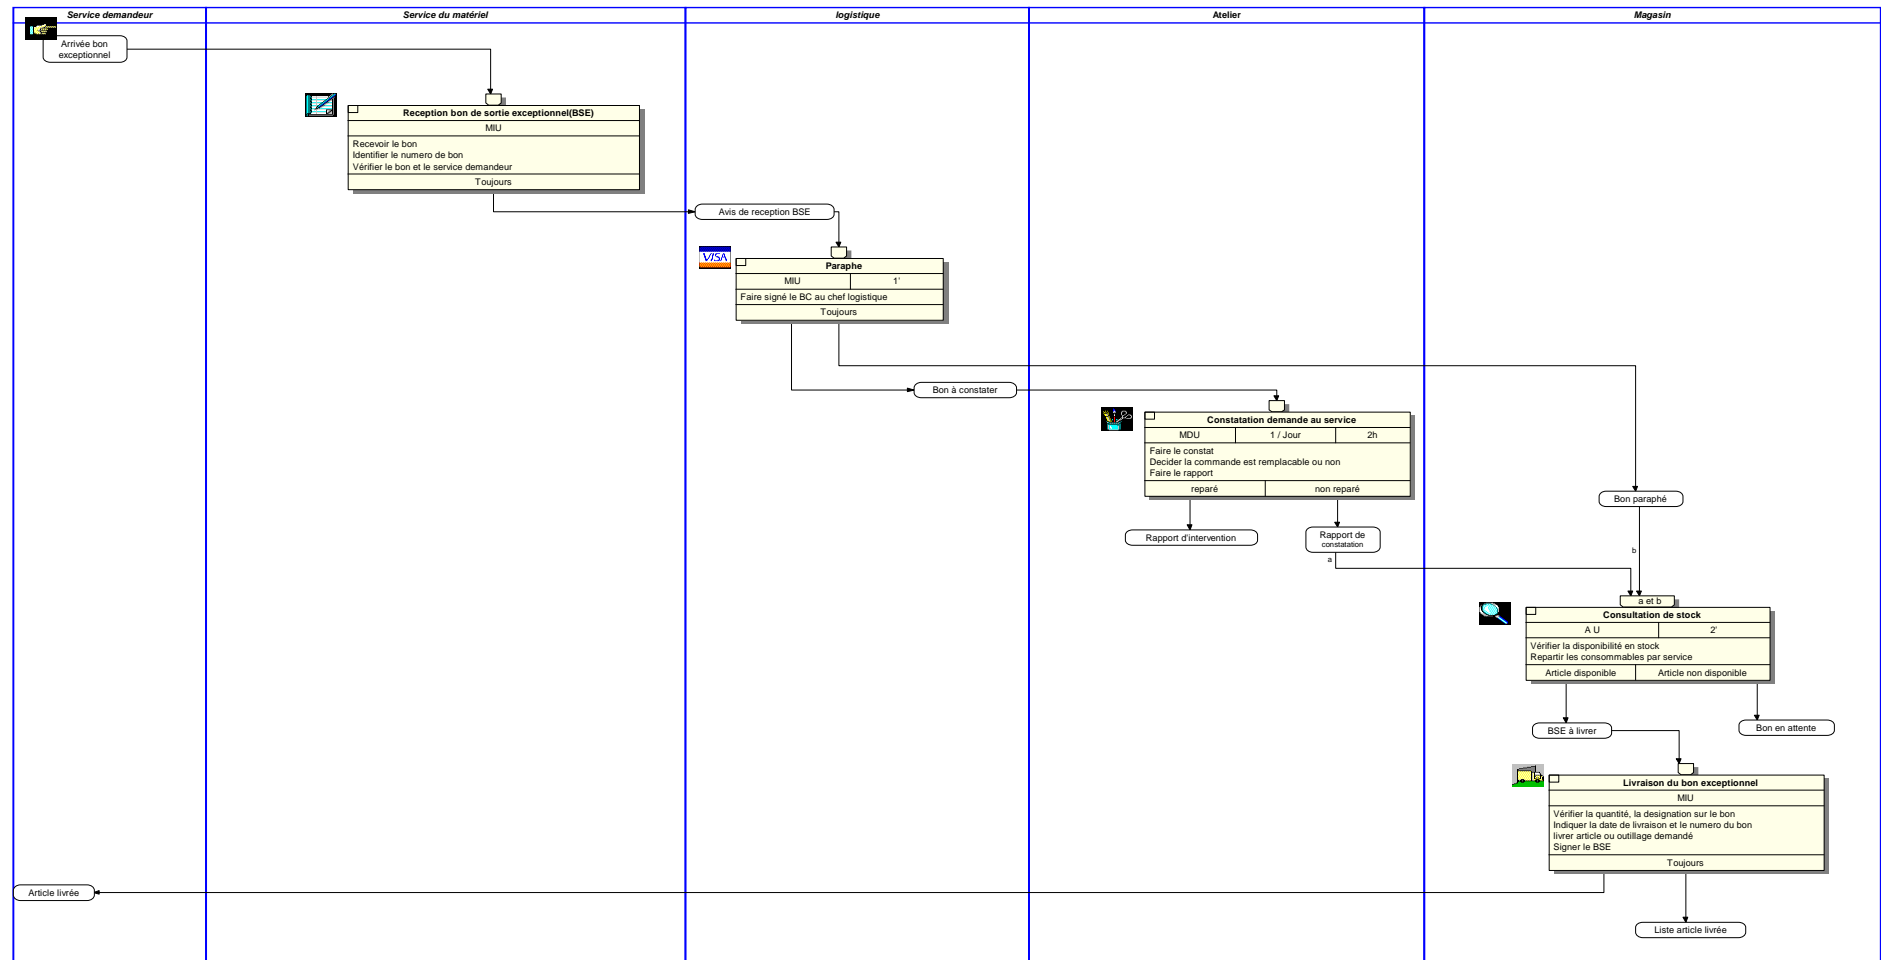 Service demandeur
Service du matériel
logistique
Atelier
Magasin
Arrivée bon
exceptionnel
Reception bon de sortie exceptionnel(BSE)
MIU
Recevoir le bon
Identifier le numero de bon
Vérifier le bon et le service demandeur
Toujours
Avis de reception BSE
VISA
Paraphe
MIU
1'
Faire signé le BC au chef logistique
Toujours
Bon à constater
Constatation demande au service
MDU
1 / Jour
2h
Faire le constat
Decider la commande est remplacable ou non
Faire le rapport
reparé
non reparé
Bon paraphé
Rapport d'intervention
Rapport de
constatation
a
b
a et b
Consultation de stock
A U
2'
Vérifier la disponibilité en stock
Repartir les consommables par service
Article disponible
Article non disponible
BSE à livrer
Bon en attente
Livraison du bon exceptionnel
MIU
Vérifier la quantité, la designation sur le bon
Indiquer la date de livraison et le numero du bon
livrer article ou outillage demandé
Signer le BSE
Toujours
Article livrée
Liste article livrée